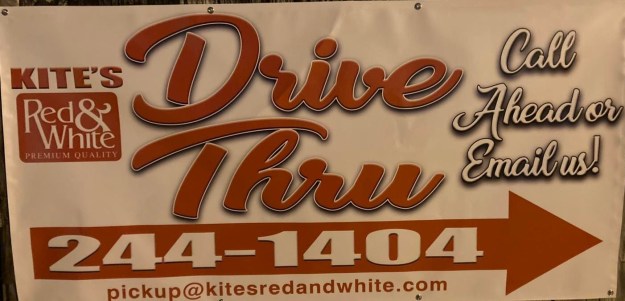 KITE'S
Red&
White
PREMIUM QUALITY
Drive
Thru
Call
Ahead or
Email us!
244-1404
pickup@kitesredandwhite.com